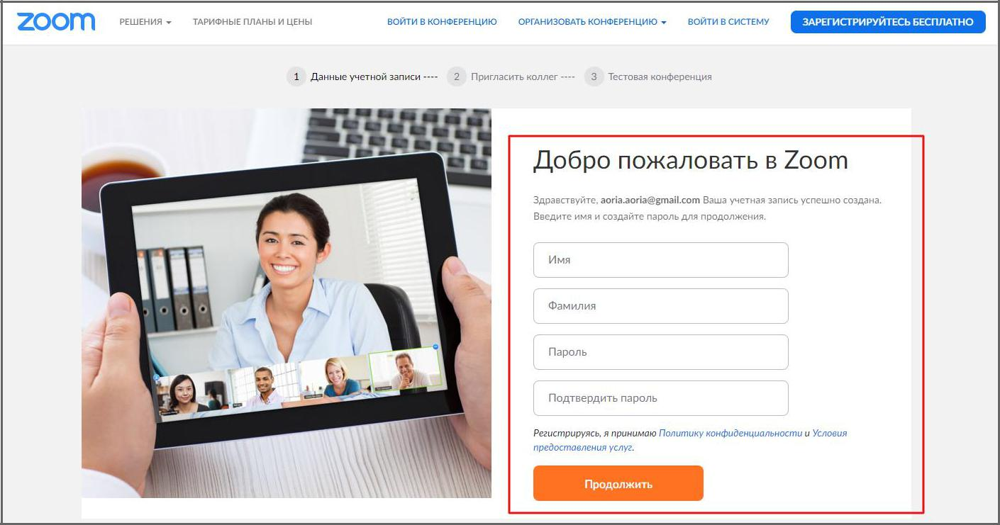 zoom РЕШЕНИЯ ТАРИФНЫЕ ПЛАНЫ И ЦЕНЫ ВОЙТИ В КОНФЕРЕНЦИЮ ОРГАНИЗОВАТЬ КОНФЕРЕНЦИЮ ВОЙТИ В СИСТЕМУ ЗАРЕГИСТРИРУЙТЕСЬ БЕСПЛАТНО
1 Данные учетной записи ---- 2 Пригласить коллег ---- 3 Тестовая конференция
Добро пожаловать в Zoom
Здравствуйте, aoria.aoria@gmail.com Ваша учетная запись успешно создана.
Введите имя и создайте пароль для продолжения.
Имя
Фамилия
Пароль
Подтвердить пароль
Регистрируясь, я принимаю Политику конфиденциальности и Условия
предоставления услуг.
Продолжить